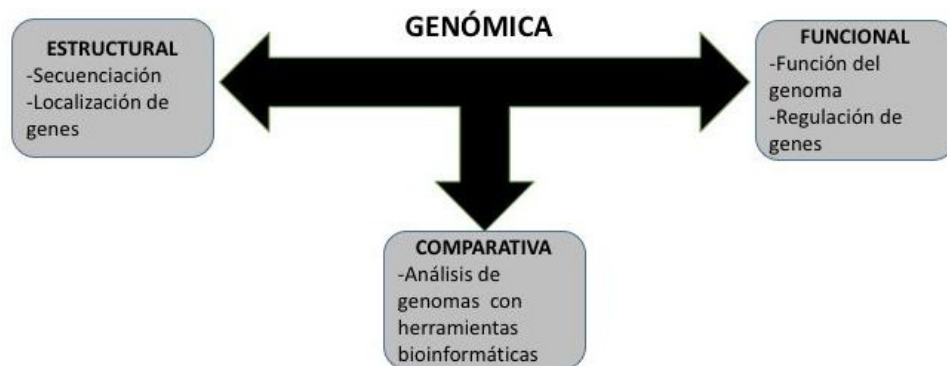 GENÓMICA
ESTRUCTURAL
-Secuenciación
-Localización de
genes
FUNCIONAL
-Función del
genoma
-Regulación de
genes
COMPARATIVA
-Análisis de
genomas con
herramientas
bioinformáticas